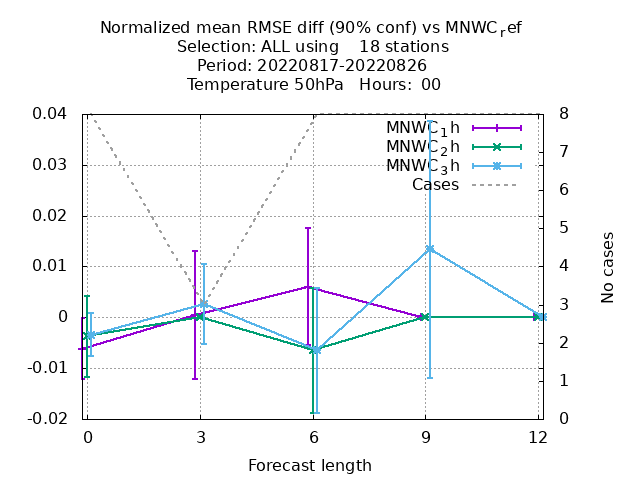 Normalized mean RMSE diff (90% conf) vs MNWC_ref
Selection: ALL using    18 stations
Period: 20220817-20220826
Temperature 50hPa   Hours:  00
0.04
0.03
0.02
0.01
0
-0.01
-0.02
8
7
6
5
4
3
2
1
0
MNWC_1h
MNWC_2h
MNWC_3h
Cases
No cases
0
3
6
9
12
Forecast length